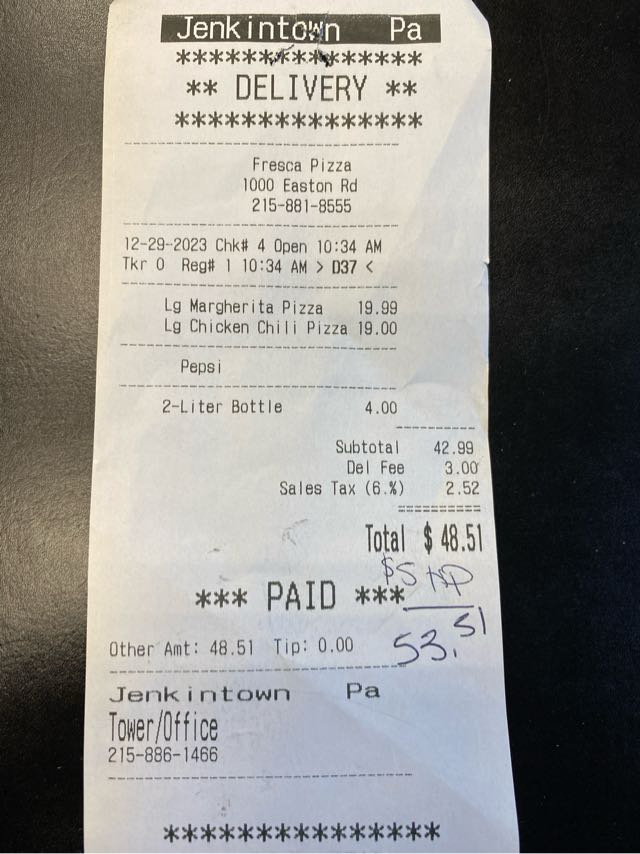 Jenkintown Pa
***************
** DELIVERY **
***************
Fresca Pizza
1000 Easton Rd
215-881-8555
12-29-2023 Chk# 4 Open 10:34 AM
Tkr 0 Reg# 1 10:34 AM > D37 <
Lg Margherita Pizza 19.99
Lg Chicken Chili Pizza 19.00
Pepsi
2-Liter Bottle 4.00
Subtotal 42.99
Del Fee 3.00
Sales Tax (6.%) 2.52
==========
Total $ 48.51
$5 tip
*** PAID ***
53.51
Other Amt: 48.51 Tip: 0.00
Jenkintown Pa
Tower/Office
215-886-1466
***************